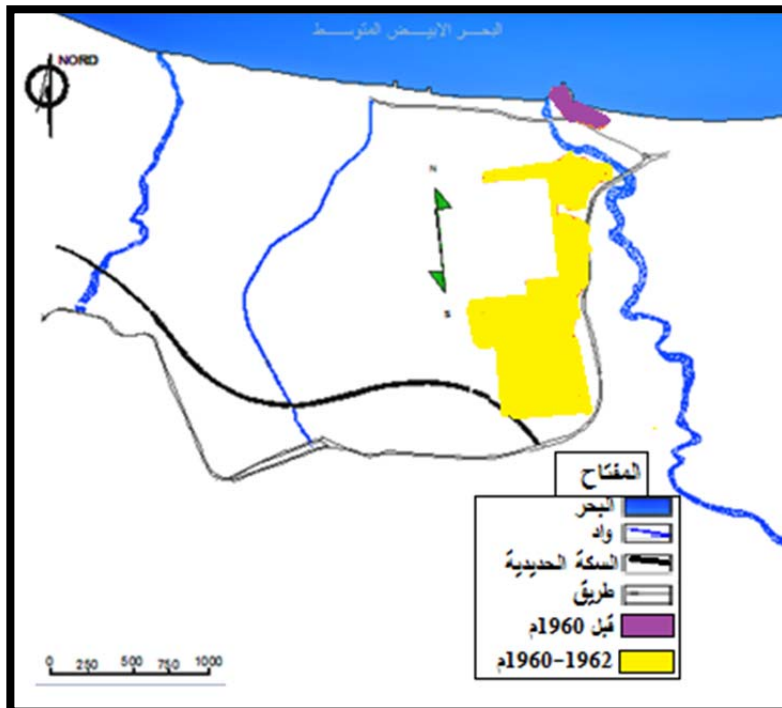 البحر الابيض المتوسط
NORD
N
S
المفتاح
البحر
واد
السكة الحديدية
طريق
قبل 1960م
1960-1962م
0 250 500 750 1000